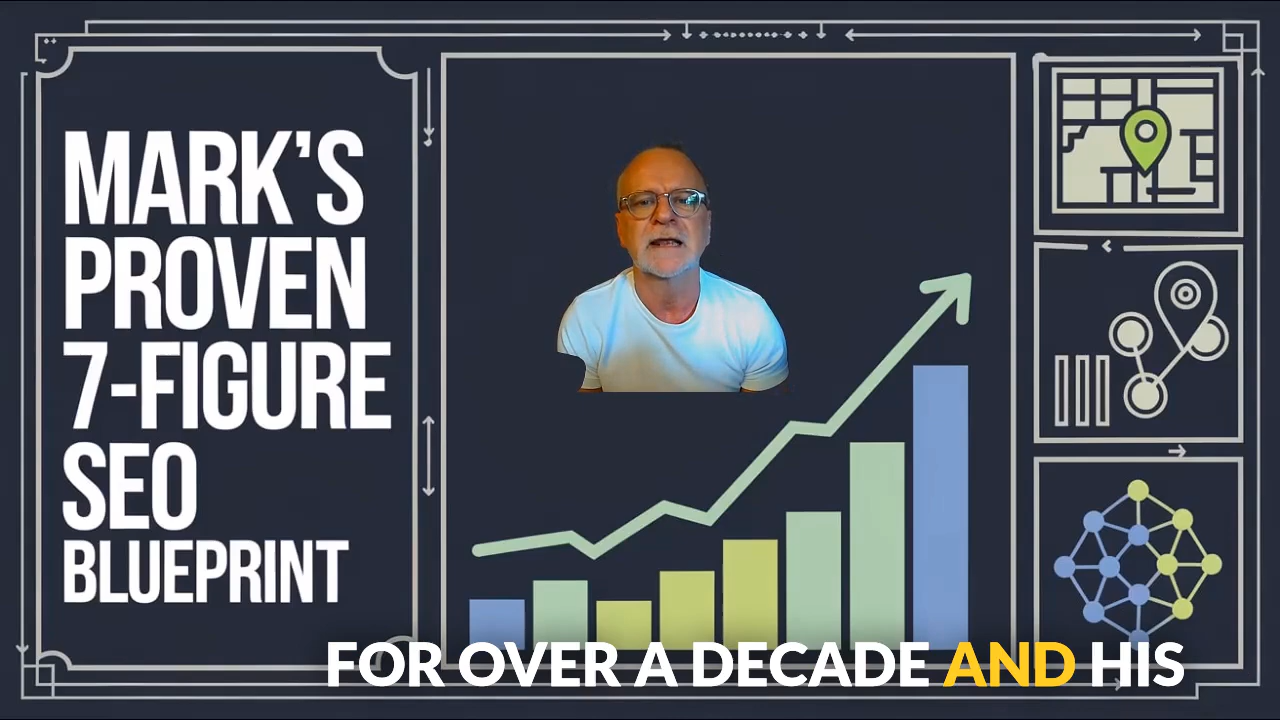 MARK'S
PROVEN
7-FIGURE
SEO
BLUEPRINT
FOR OVER A DECADE AND HIS